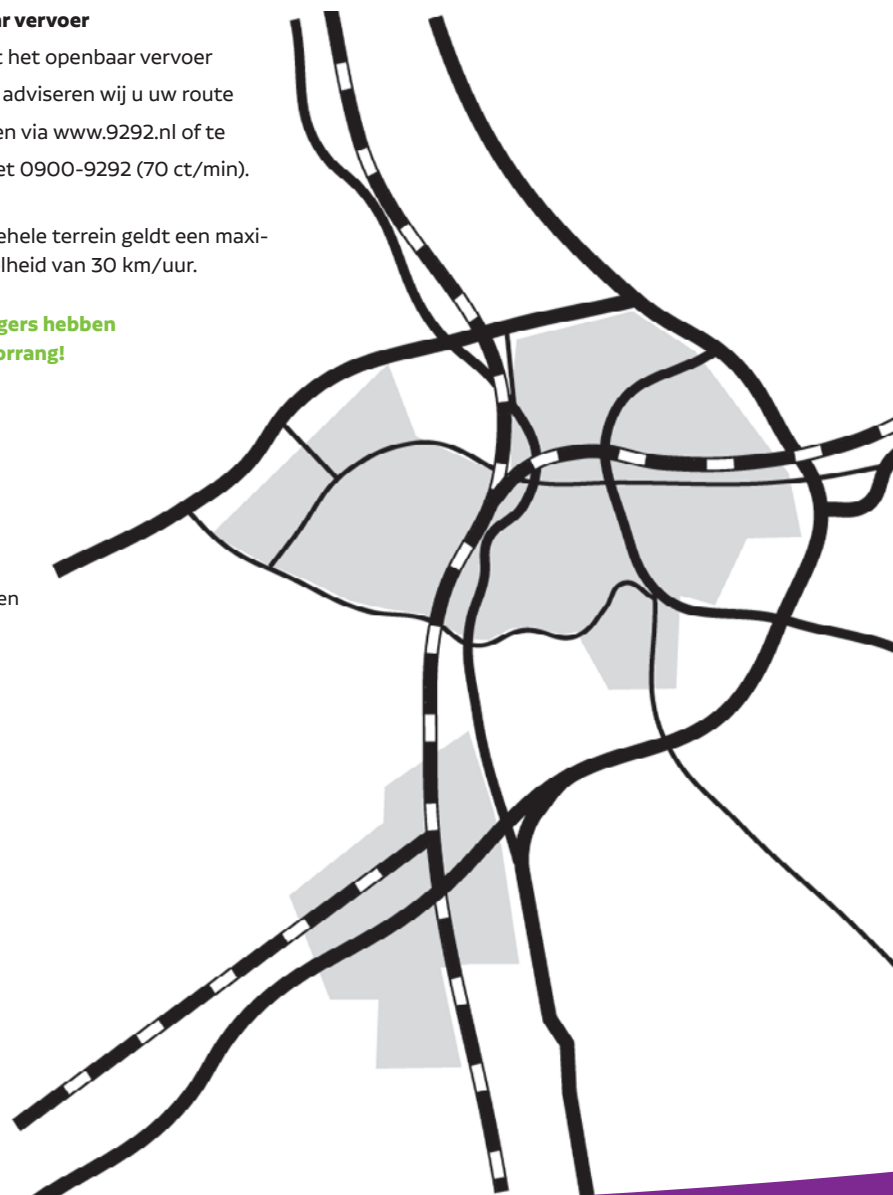 r vervoer
t het openbaar vervoer
adviseren wij u uw route
en via www.9292.nl of te
et 0900-9292 (70 ct/min).
ehele terrein geldt een maxi-
lheid van 30 km/uur.
gers hebben
orrang!
en